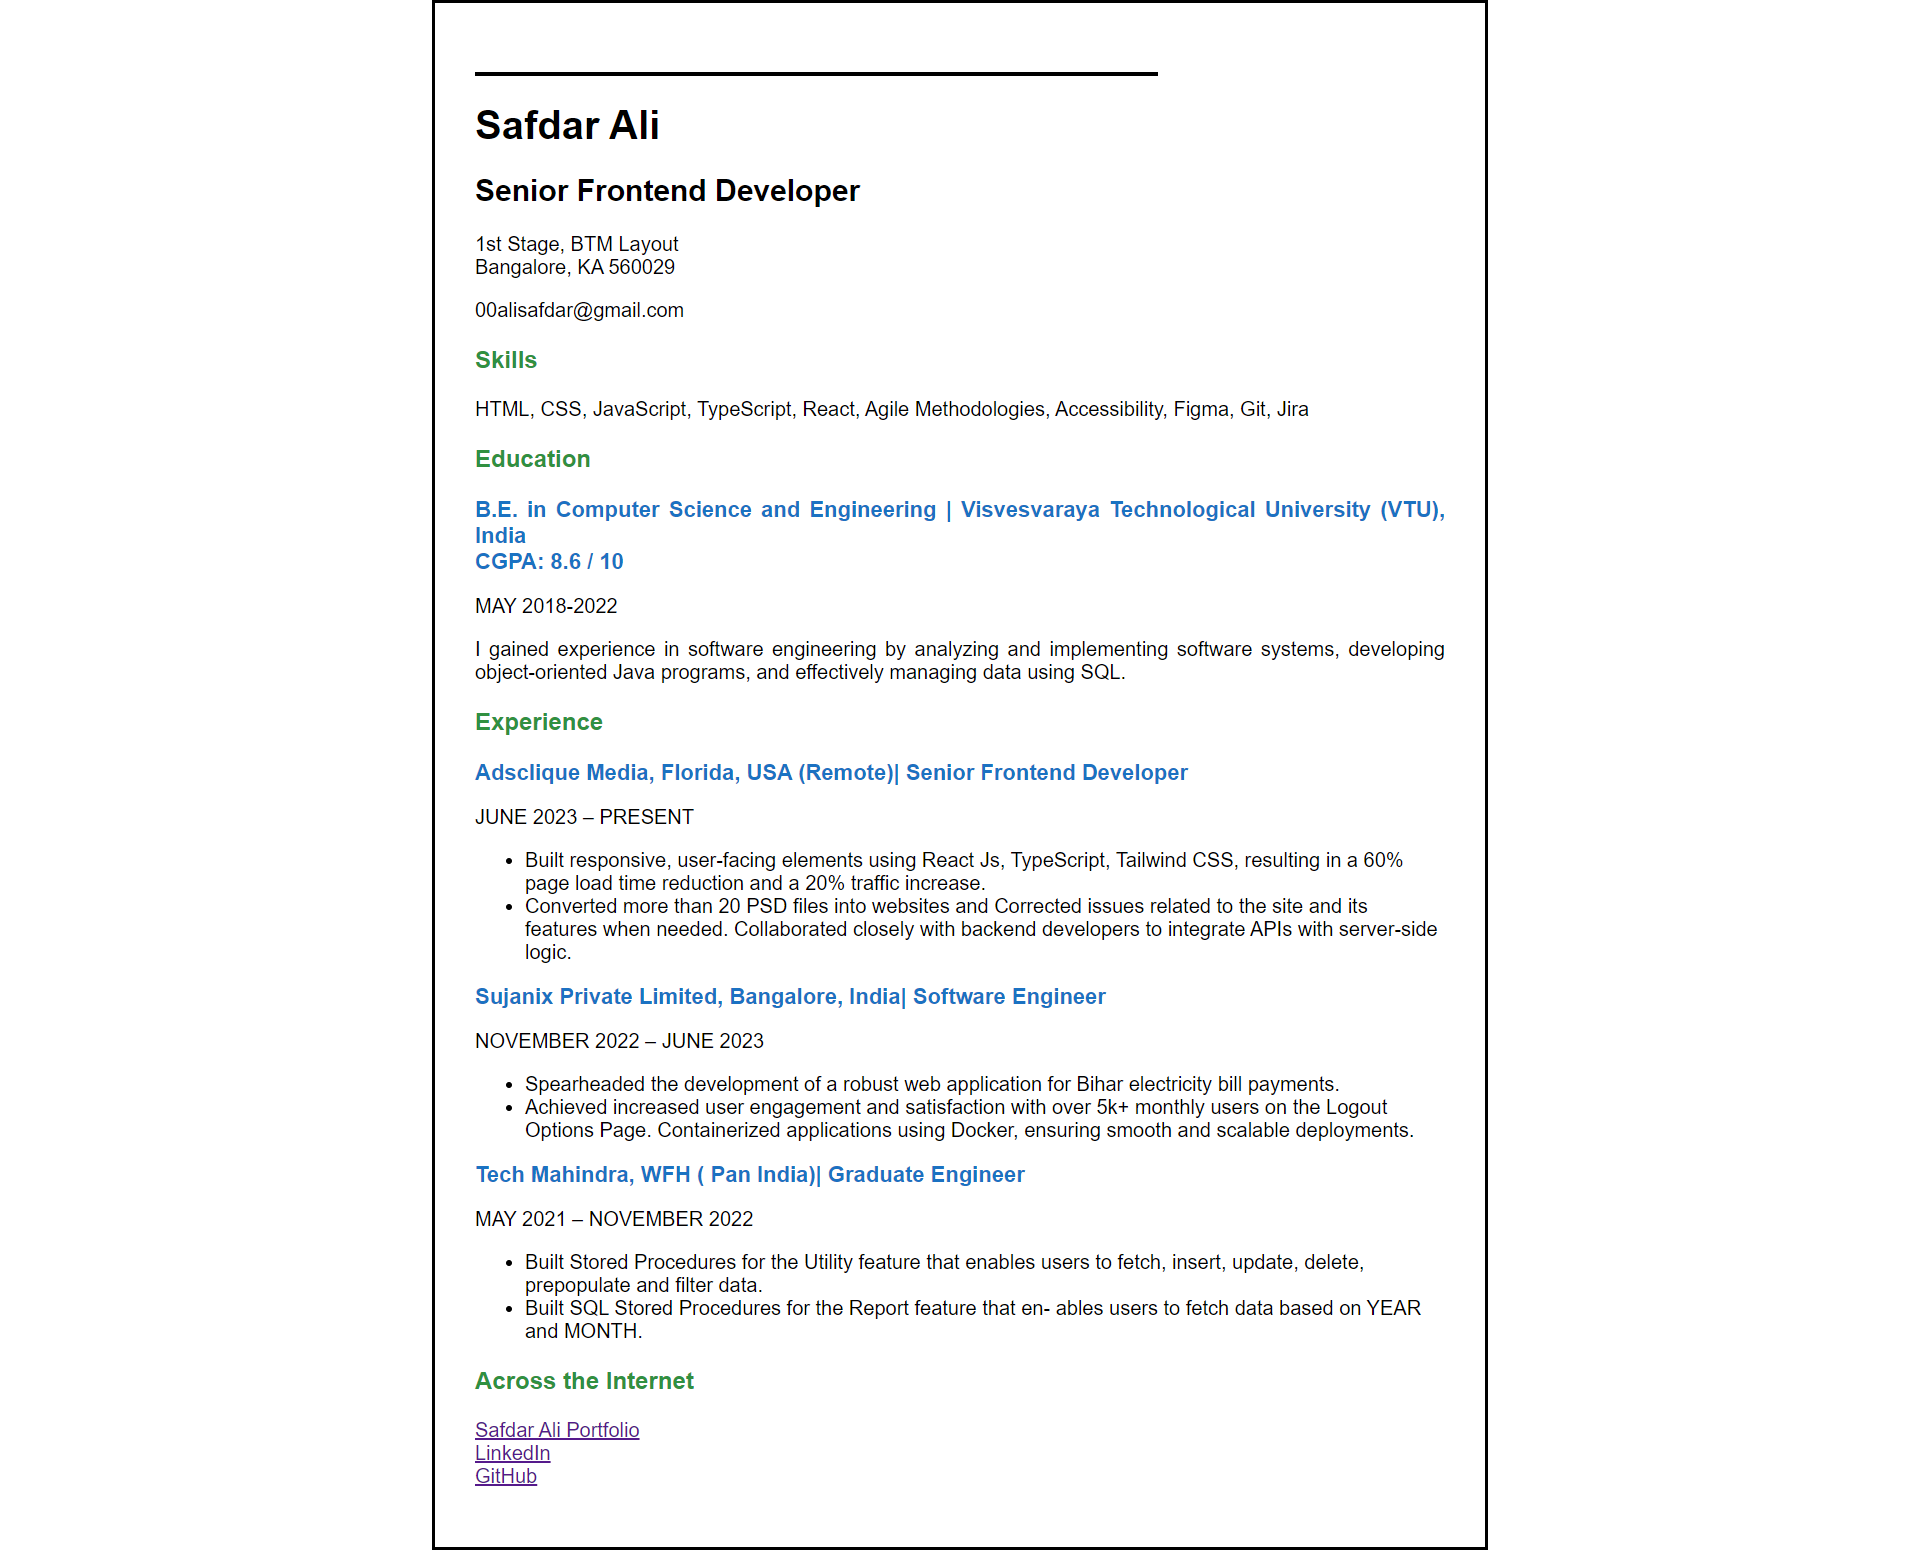 Safdar Ali
Senior Frontend Developer
1st Stage, BTM Layout
Bangalore, KA 560029
00alisafdar@gmail.com
Skills
HTML, CSS, JavaScript, TypeScript, React, Agile Methodologies, Accessibility, Figma, Git, Jira
Education
B.E. in Computer Science and Engineering | Visvesvaraya Technological University (VTU),
India
CGPA: 8.6 / 10
MAY 2018-2022
I gained experience in software engineering by analyzing and implementing software systems, developing
object-oriented Java programs, and effectively managing data using SQL.
Experience
Adsclique Media, Florida, USA (Remote)| Senior Frontend Developer
JUNE 2023 – PRESENT
• Built responsive, user-facing elements using React Js, TypeScript, Tailwind CSS, resulting in a 60%
page load time reduction and a 20% traffic increase.
• Converted more than 20 PSD files into websites and Corrected issues related to the site and its
features when needed. Collaborated closely with backend developers to integrate APIs with server-side
logic.
Sujanix Private Limited, Bangalore, India| Software Engineer
NOVEMBER 2022 – JUNE 2023
• Spearheaded the development of a robust web application for Bihar electricity bill payments.
• Achieved increased user engagement and satisfaction with over 5k+ monthly users on the Logout
Options Page. Containerized applications using Docker, ensuring smooth and scalable deployments.
Tech Mahindra, WFH ( Pan India)| Graduate Engineer
MAY 2021 – NOVEMBER 2022
• Built Stored Procedures for the Utility feature that enables users to fetch, insert, update, delete,
prepopulate and filter data.
• Built SQL Stored Procedures for the Report feature that en- ables users to fetch data based on YEAR
and MONTH.
Across the Internet
Safdar Ali Portfolio
LinkedIn
GitHub